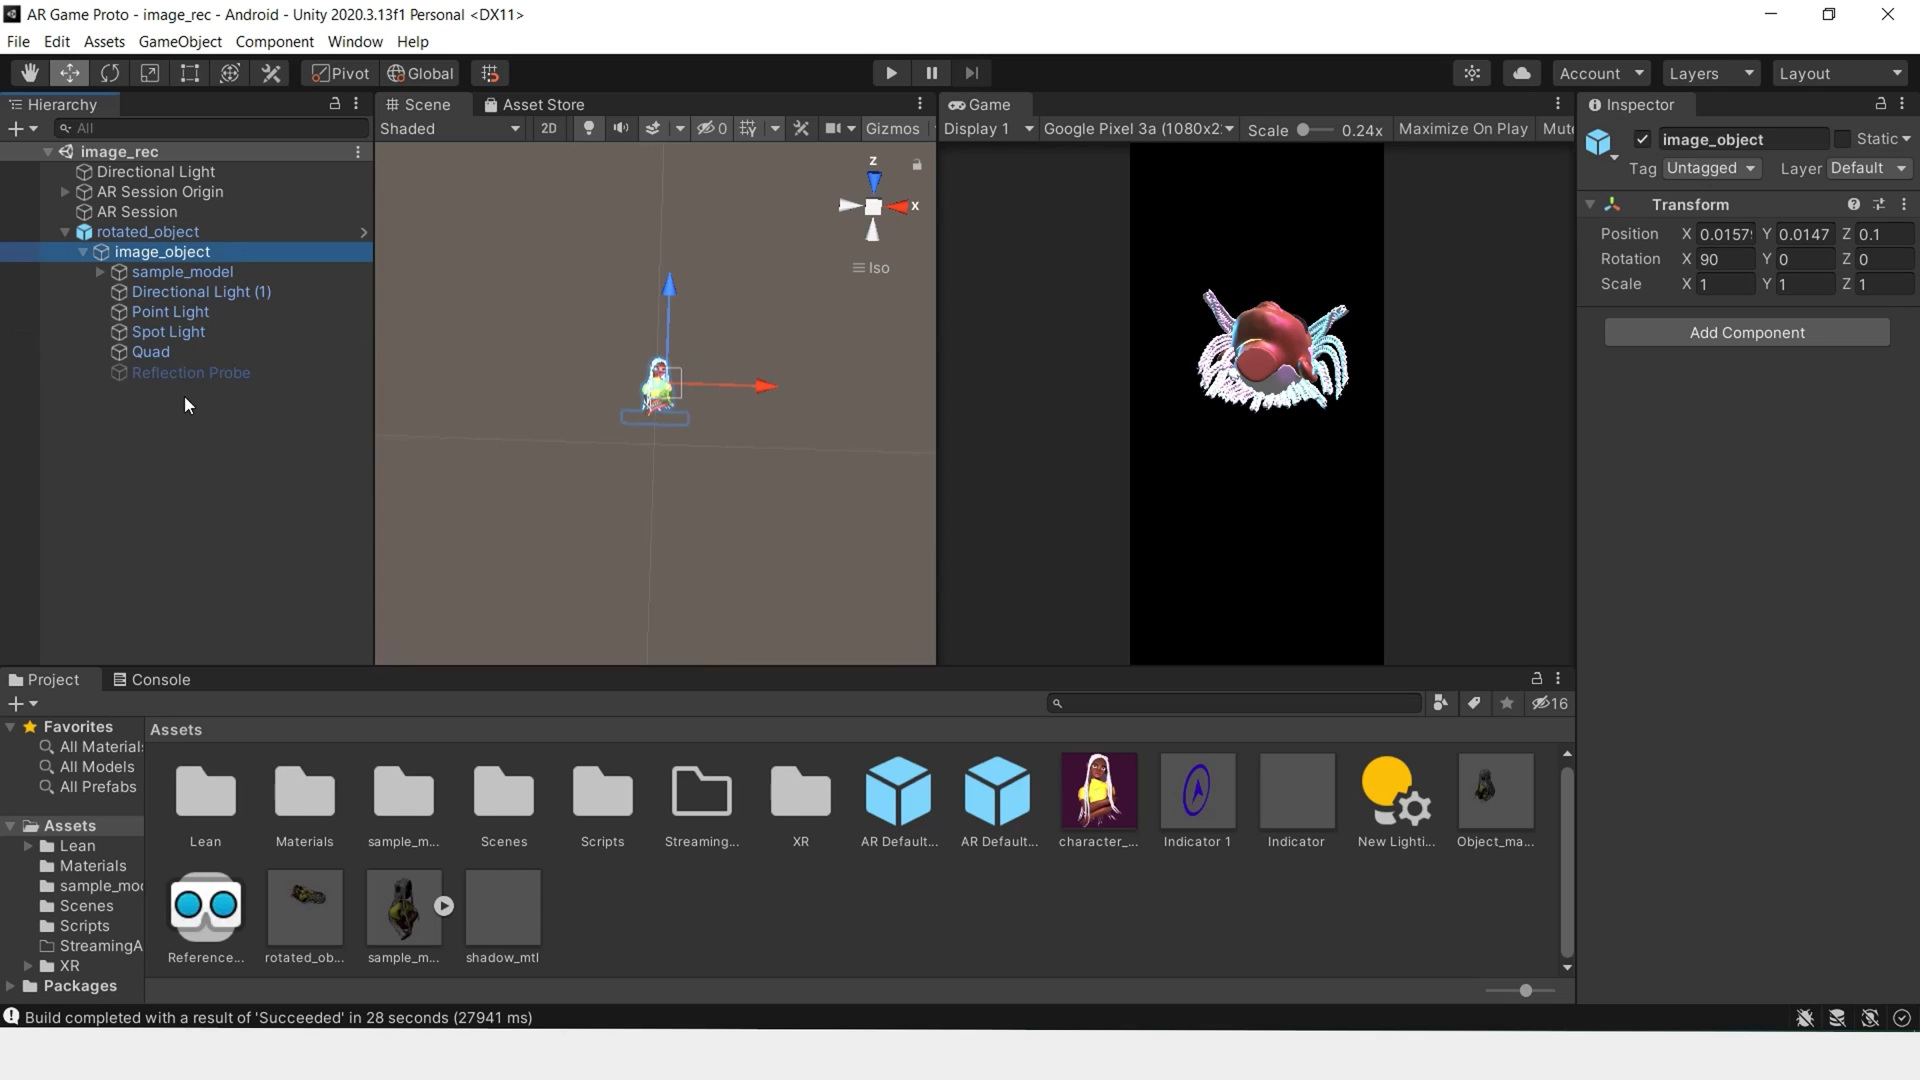 AR Game Proto - image_rec - Android - Unity 2020.3.13f1 Personal <DX11>
File Edit Assets GameObject Component Window Help
Pivot Global Account Layers Layout
Hierarchy
All
image_rec
Directional Light
AR Session Origin
AR Session
rotated_object
image_object
sample_model
Directional Light (1)
Point Light
Spot Light
Quad
Reflection Probe
Scene Asset Store
Shaded 2D 0 Gizmos
z
x
Iso
Game
Display 1 Google Pixel 3a (1080x2: Scale 0.24x Maximize On Play Mute
Inspector
image_object Static
Tag Untagged Layer Default
Transform
Position X 0.0157 Y 0.0147 Z 0.1
Rotation X 90 Y 0 Z 0
Scale X 1 Y 1 Z 1
Add Component
Project Console
16
Favorites
All Materials
All Models
All Prefabs
Assets
Lean
Materials
sample_mod
Scenes
Scripts
StreamingA
XR
Packages
Assets
Lean Materials sample_m... Scenes Scripts Streaming... XR AR Default... AR Default... character_... Indicator 1 Indicator New Lighti... Object_ma...
Reference... rotated_ob... sample_m... shadow_mtl
Build completed with a result of 'Succeeded' in 28 seconds (27941 ms)